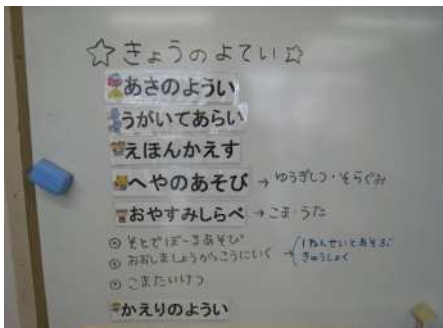 ☆きょうのよてい☆
あさのようい
うがいてあらい
えほんかえす
へやのあそび → ゆうぎしつ・そらぐみ
おやすみしらべ → こま・うた
◎ そとでぼーるあそび
◎ おおしましょうがっこうにいく → 1ねんせいとあそぶ
きゅうしょく
◎ こまたいけつ
かえりのようい